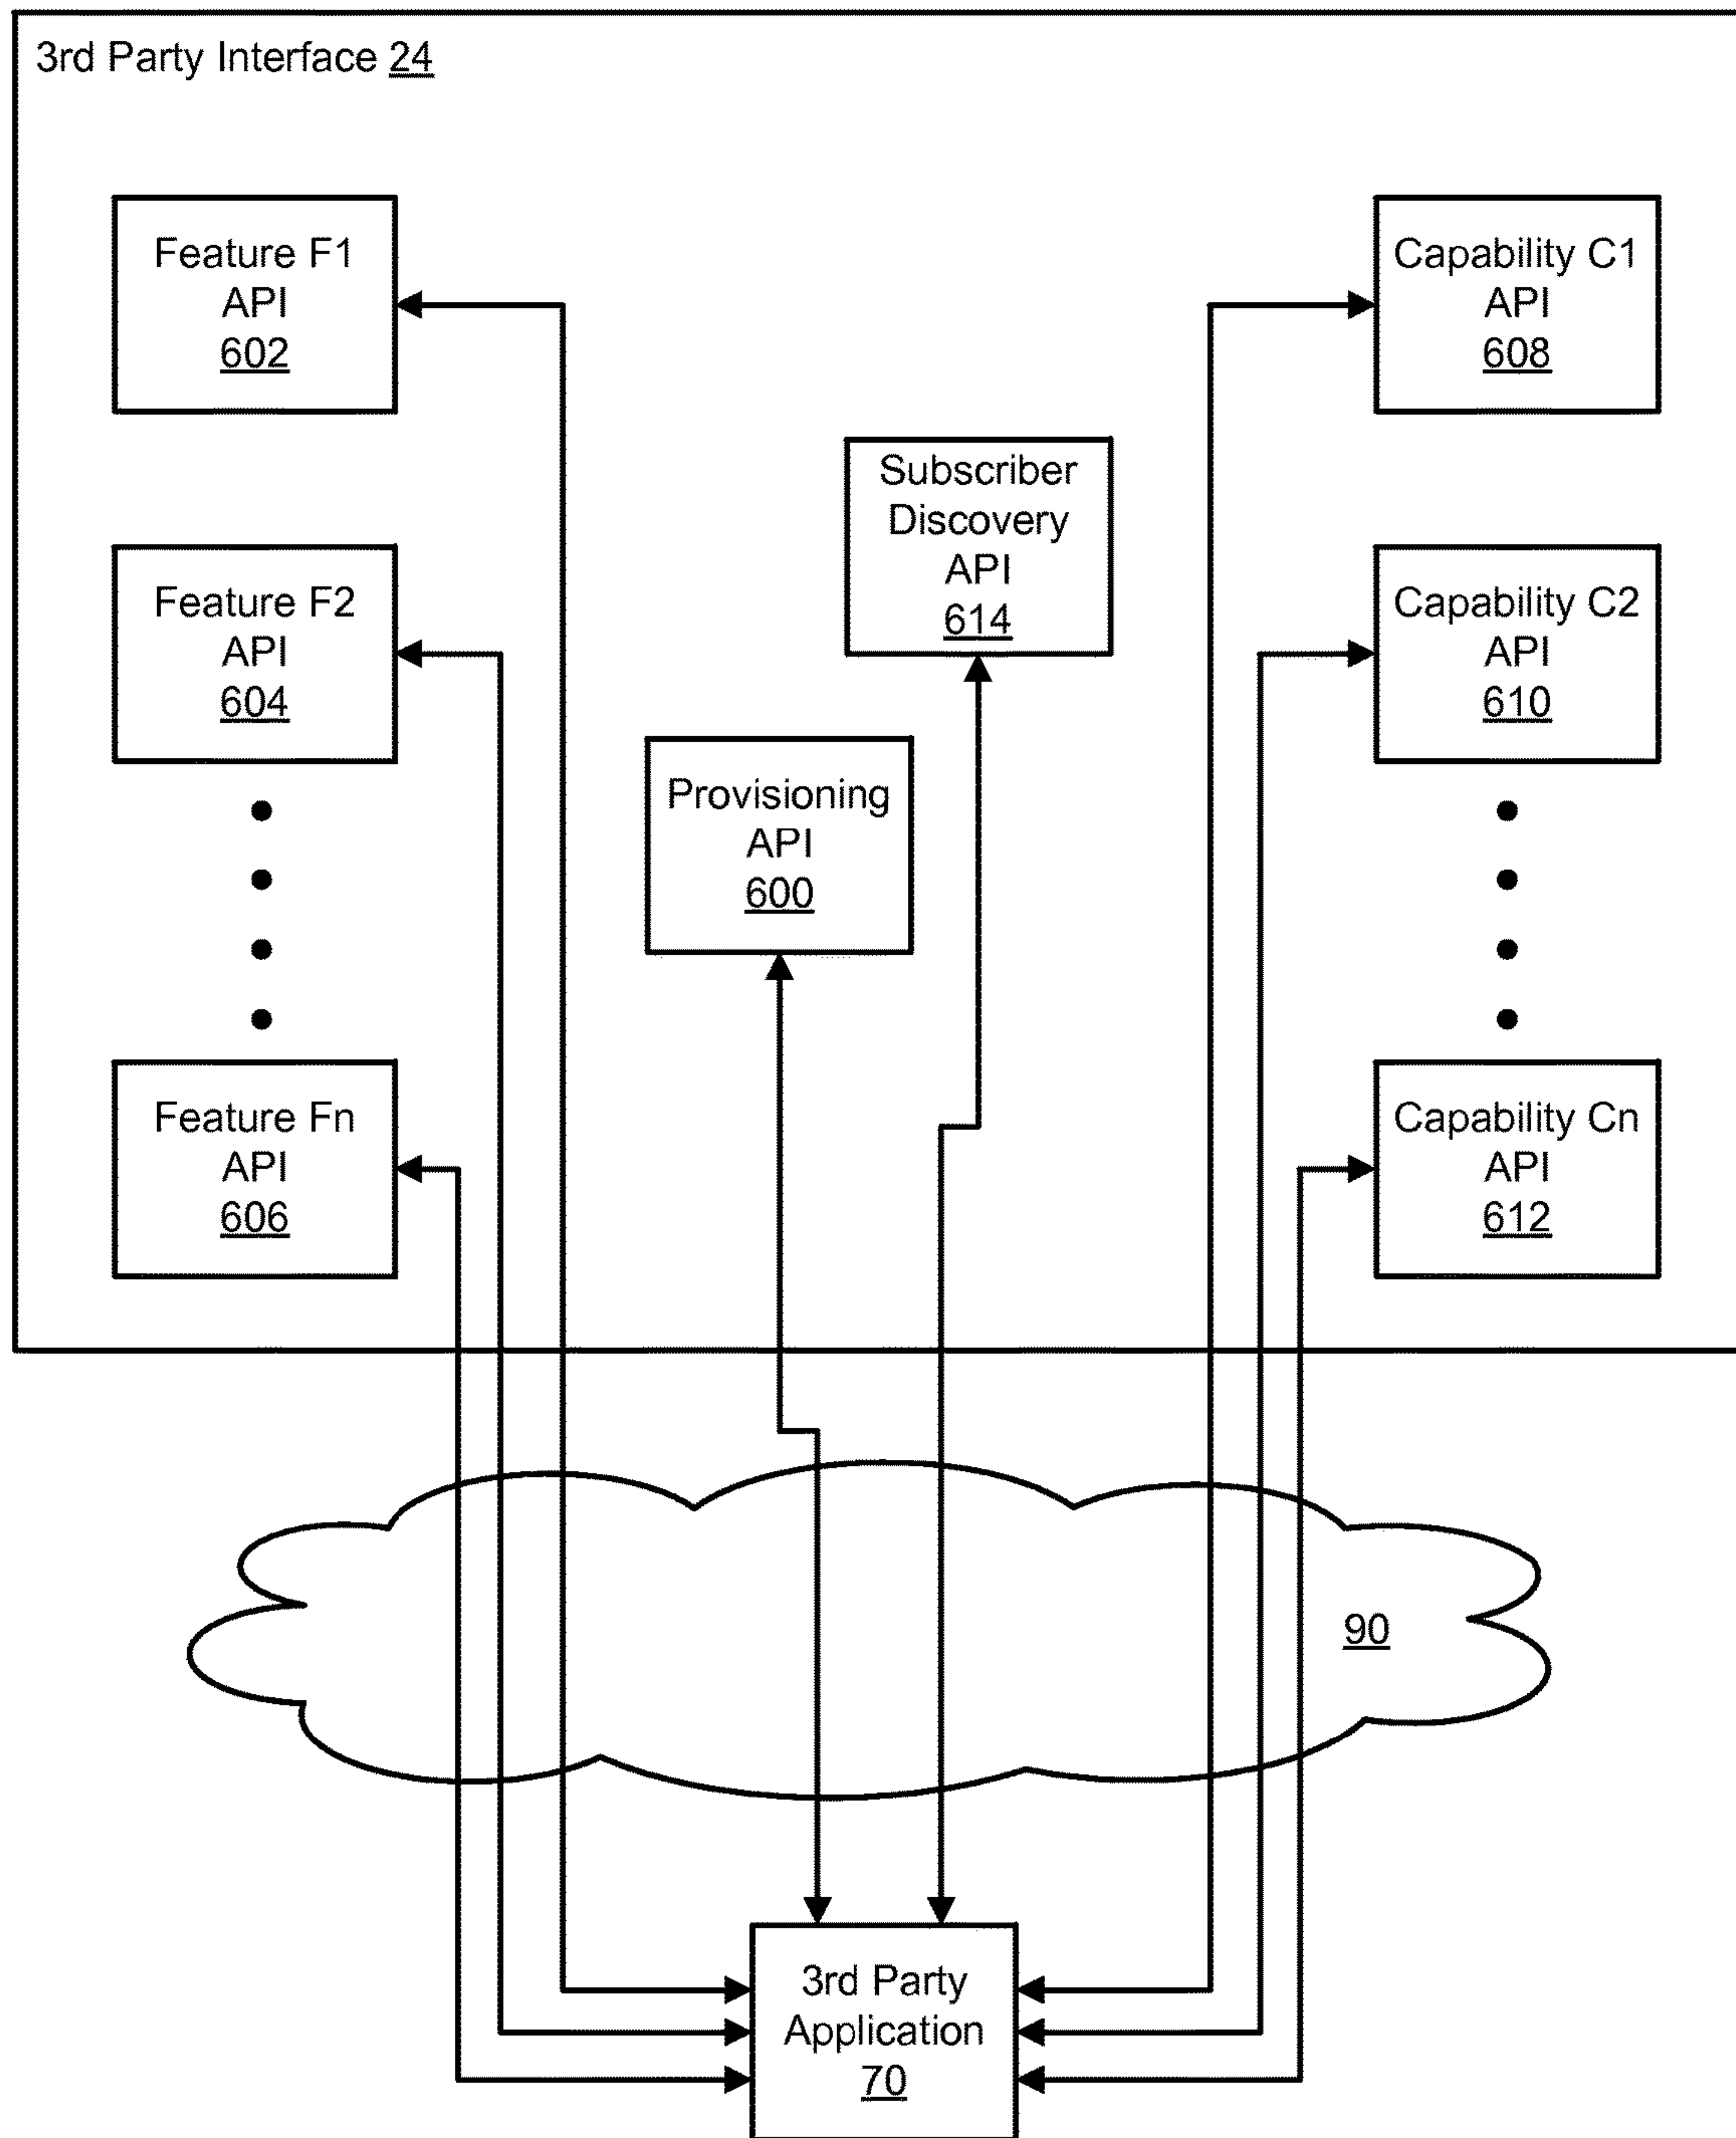 3rd Party Interface 24
Feature F1
API
602
Capability C1
API
608
Subscriber
Discovery
API
614
Feature F2
API
604
Capability C2
API
610
Provisioning
API
600
Feature Fn
API
606
Capability Cn
API
612
90
3rd Party
Application
70